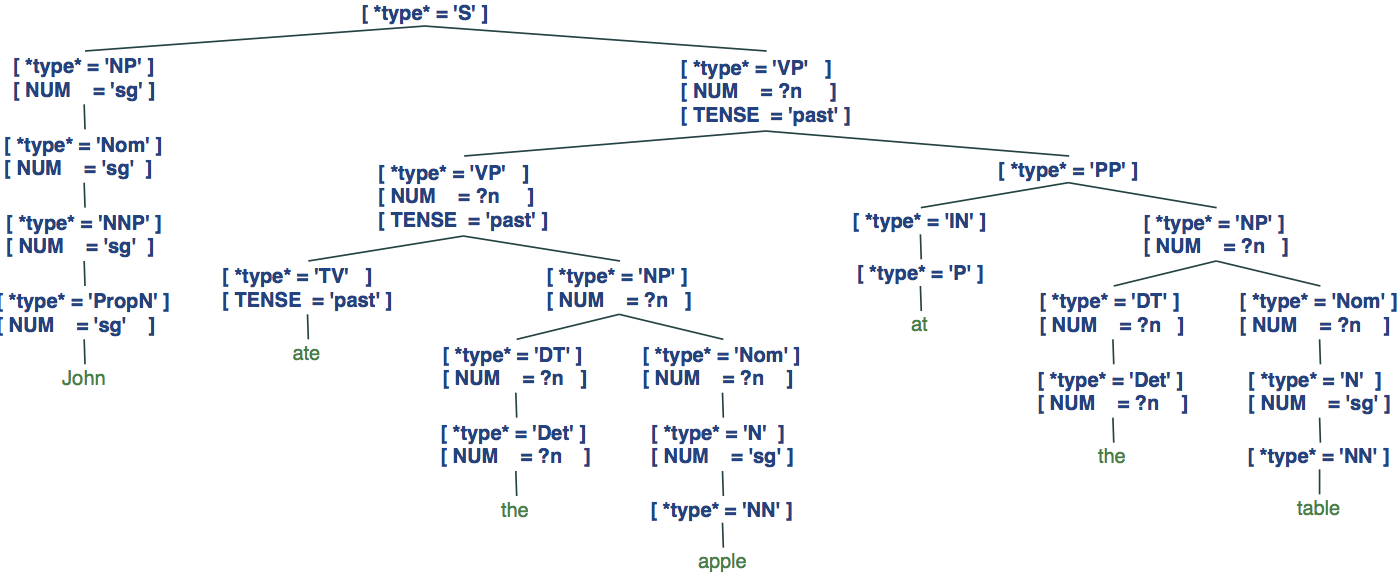 [ *type* = 'S' ]
[ *type* = 'NP' ]
[ NUM = 'sg' ]
[ *type* = 'VP' ]
[ NUM = ?n ]
[ TENSE = 'past' ]
[ *type* = 'Nom' ]
[ NUM = 'sg' ]
[ *type* = 'VP' ]
[ NUM = ?n ]
[ TENSE = 'past' ]
[ *type* = 'PP' ]
[ *type* = 'NNP' ]
[ NUM = 'sg' ]
[ *type* = 'IN' ]
[ *type* = 'NP' ]
[ NUM = ?n ]
[ *type* = 'PropN' ]
[ NUM = 'sg' ]
[ *type* = 'TV' ]
[ TENSE = 'past' ]
[ *type* = 'NP' ]
[ NUM = ?n ]
[ *type* = 'P' ]
[ *type* = 'DT' ]
[ NUM = ?n ]
[ *type* = 'Nom' ]
[ NUM = ?n ]
John
ate
[ *type* = 'DT' ]
[ NUM = ?n ]
[ *type* = 'Nom' ]
[ NUM = ?n ]
at
[ *type* = 'Det' ]
[ NUM = ?n ]
[ *type* = 'N' ]
[ NUM = 'sg' ]
[ *type* = 'Det' ]
[ NUM = ?n ]
[ *type* = 'N' ]
[ NUM = 'sg' ]
the
[ *type* = 'NN' ]
the
[ *type* = 'NN' ]
table
apple